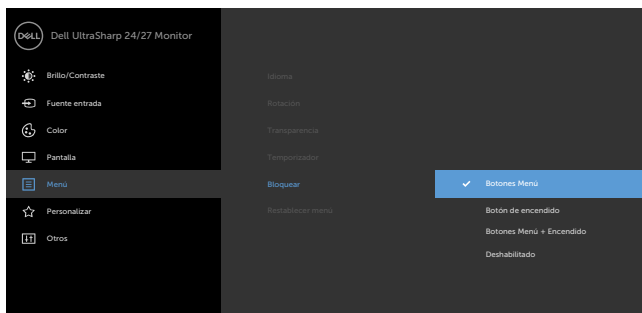 DELL
Dell UltraSharp 24/27 Monitor
Brillo/Contraste
Fuente entrada
Color
Pantalla
Menú
Personalizar
Otros
Idioma
Rotación
Transparencia
Temporizador
Bloquear
Restablecer menú
Botones Menú
Botón de encendido
Botones Menú + Encendido
Deshabilitado